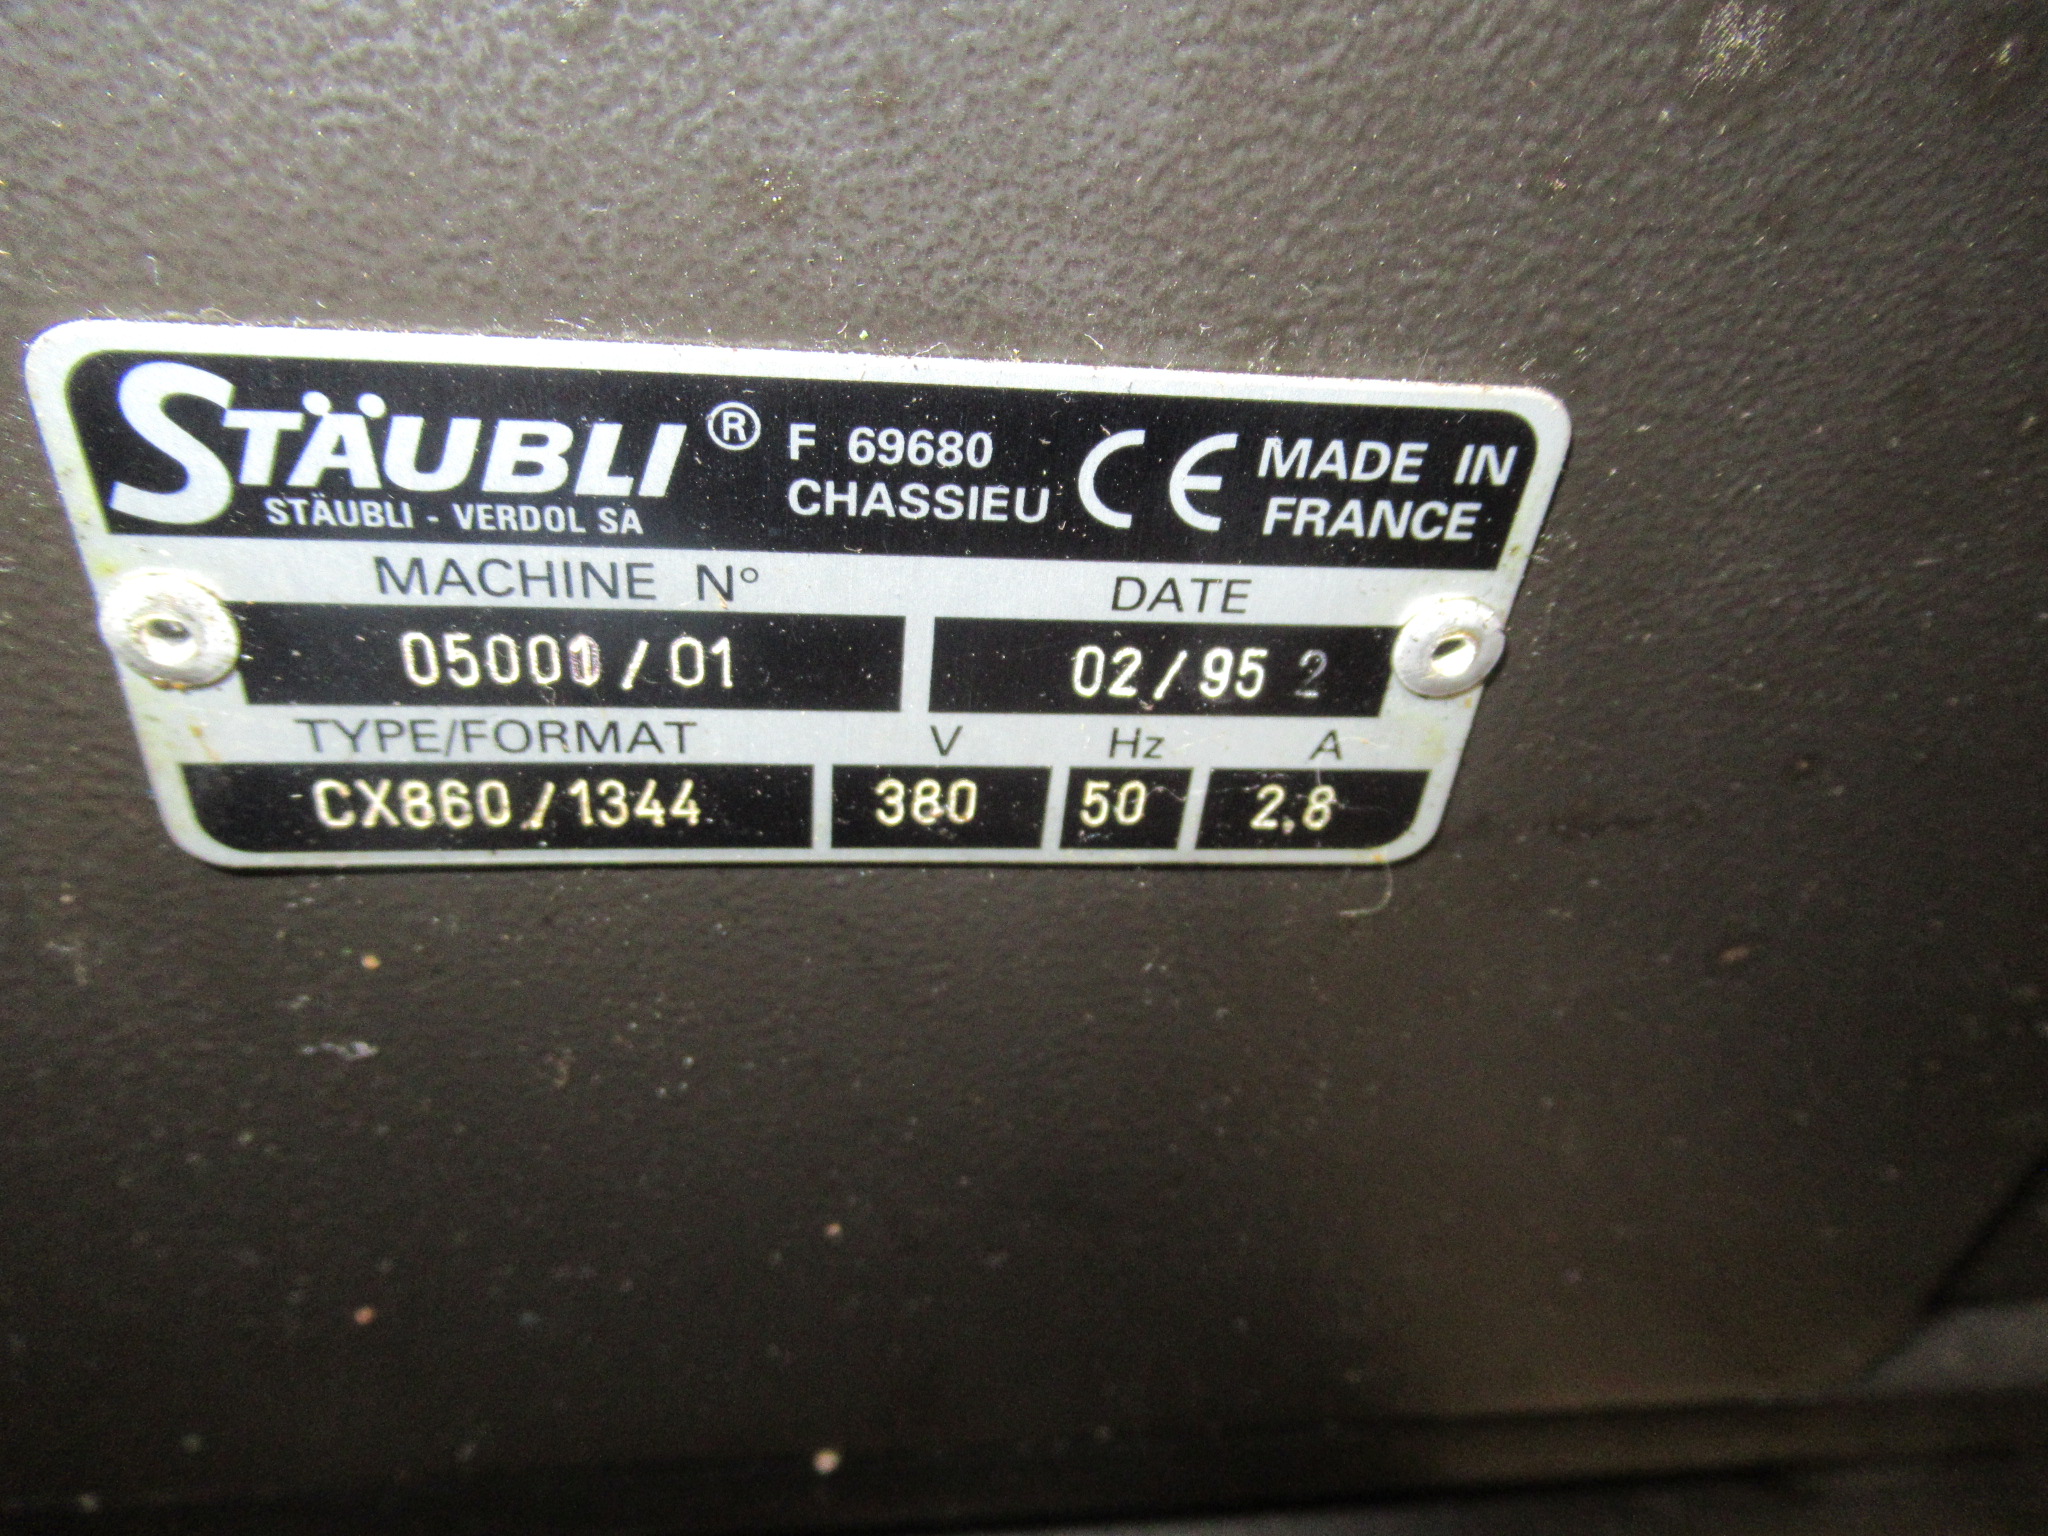 STÄUBLI ® F 69680 CE MADE IN
STÄUBLI - VERDOL SA CHASSIEU FRANCE
MACHINE N° DATE
05001/01 02/95 2
TYPE/FORMAT V Hz A
CX860/1344 380 50 2,8